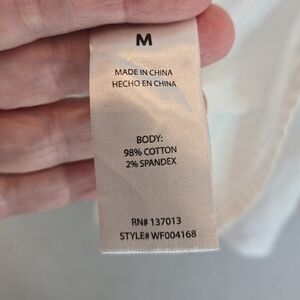 M
MADE IN CHINA
HECHO EN CHINA
BODY:
98% COTTON
2% SPANDEX
RN# 137013
STYLE# WF004168